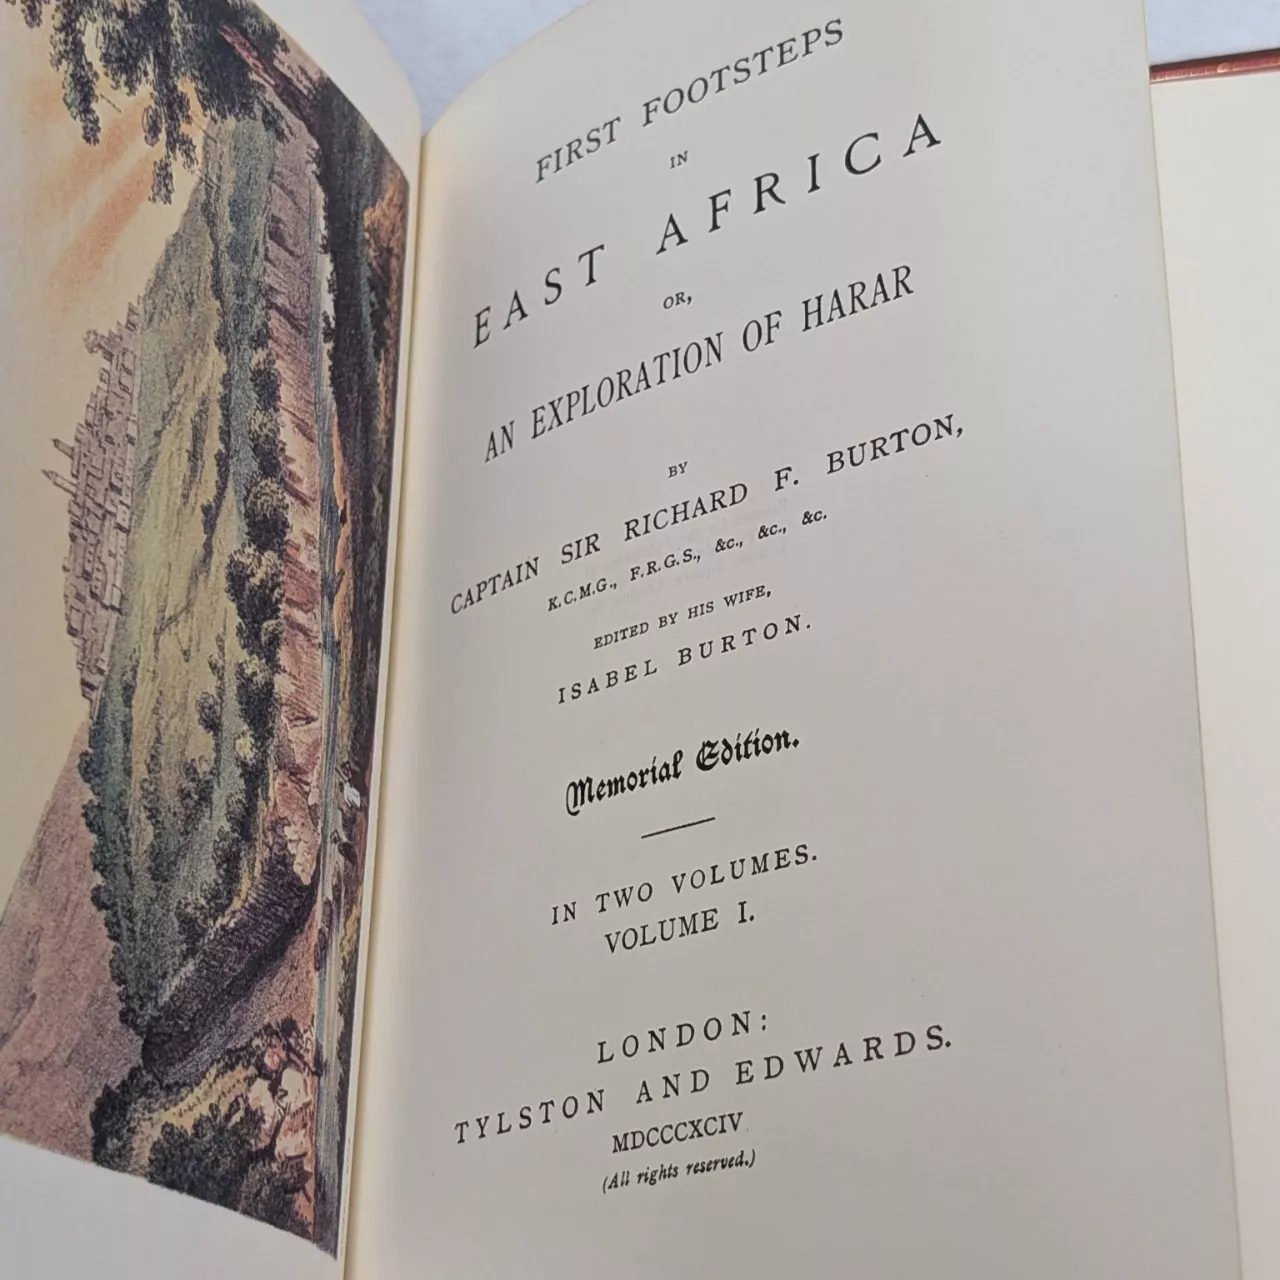 FIRST FOOTSTEPS
IN
EAST AFRICA
OR,
AN EXPLORATION OF HARAR
BY
CAPTAIN SIR RICHARD F. BURTON,
K.C.M.G., F.R.G.S., &c., &c., &c.
EDITED BY HIS WIFE,
ISABEL BURTON.
Memorial Edition.
IN TWO VOLUMES.
VOLUME I.
LONDON:
TYLSTON AND EDWARDS.
MDCCCXCIV
(All rights reserved.)